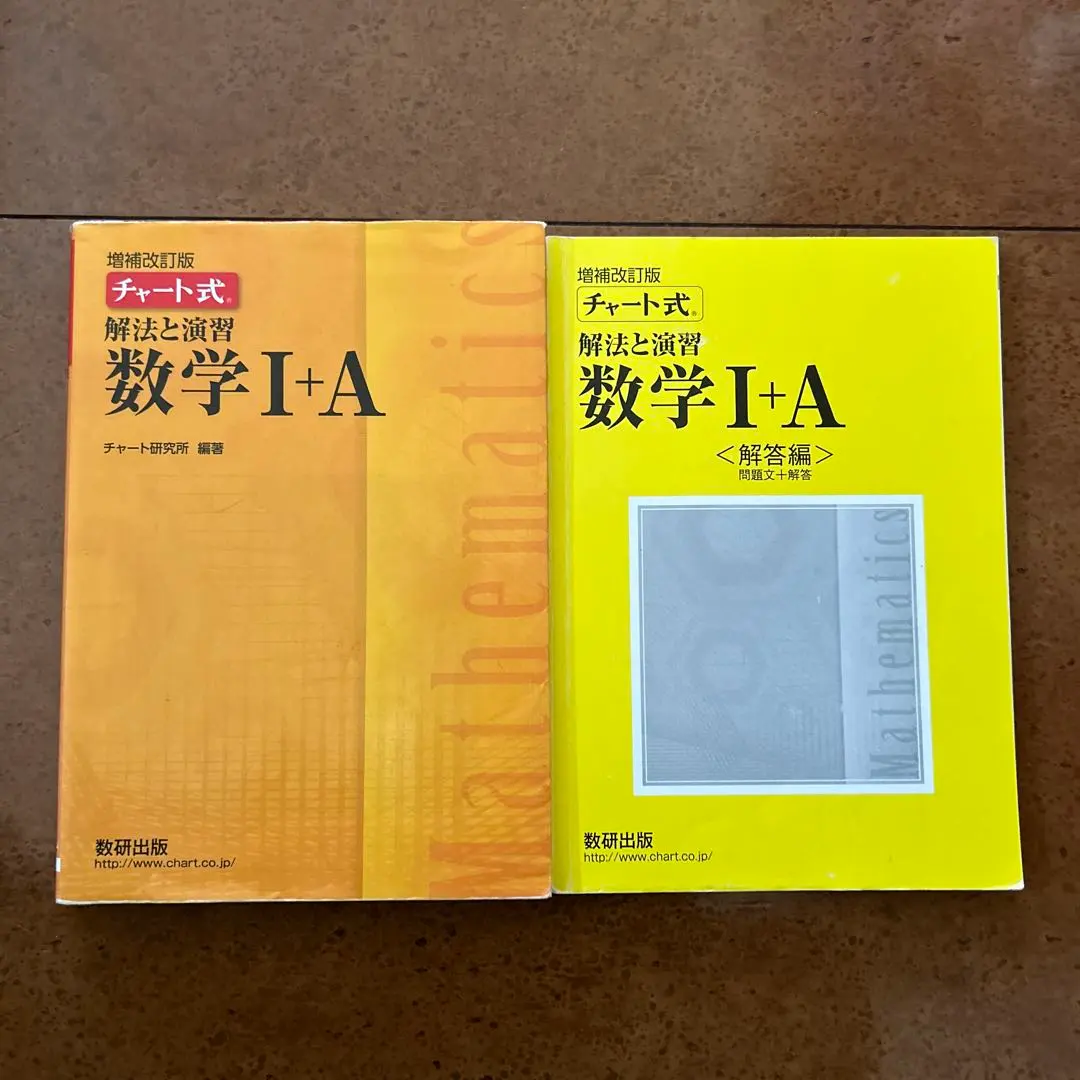 増補改訂版
チャート式®
解法と演習
数学I+A
チャート研究所 編著
Mathematics
数研出版
http://www.chart.co.jp/
増補改訂版
チャート式®
解法と演習
数学I+A
<解答編>
問題文+解答
Mathematics
数研出版
http://www.chart.co.jp/